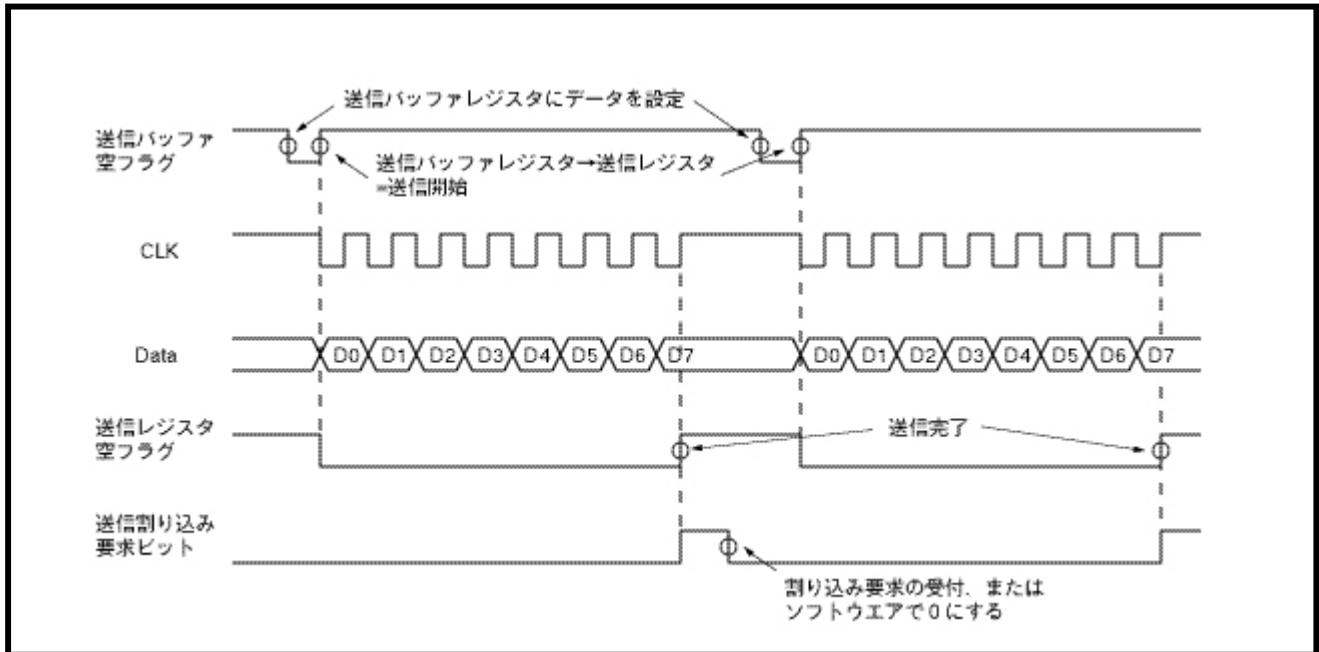 送信バッファレジスタにデータを設定
送信バッファ
空フラグ
送信バッファレジスタ→送信レジスタ
=送信開始
CLK
Data
D0 D1 D2 D3 D4 D5 D6 D7 D0 D1 D2 D3 D4 D5 D6 D7
送信レジスタ
空フラグ
送信完了
送信割り込み
要求ビット
割り込み要求の受付、または
ソフトウエアで0にする